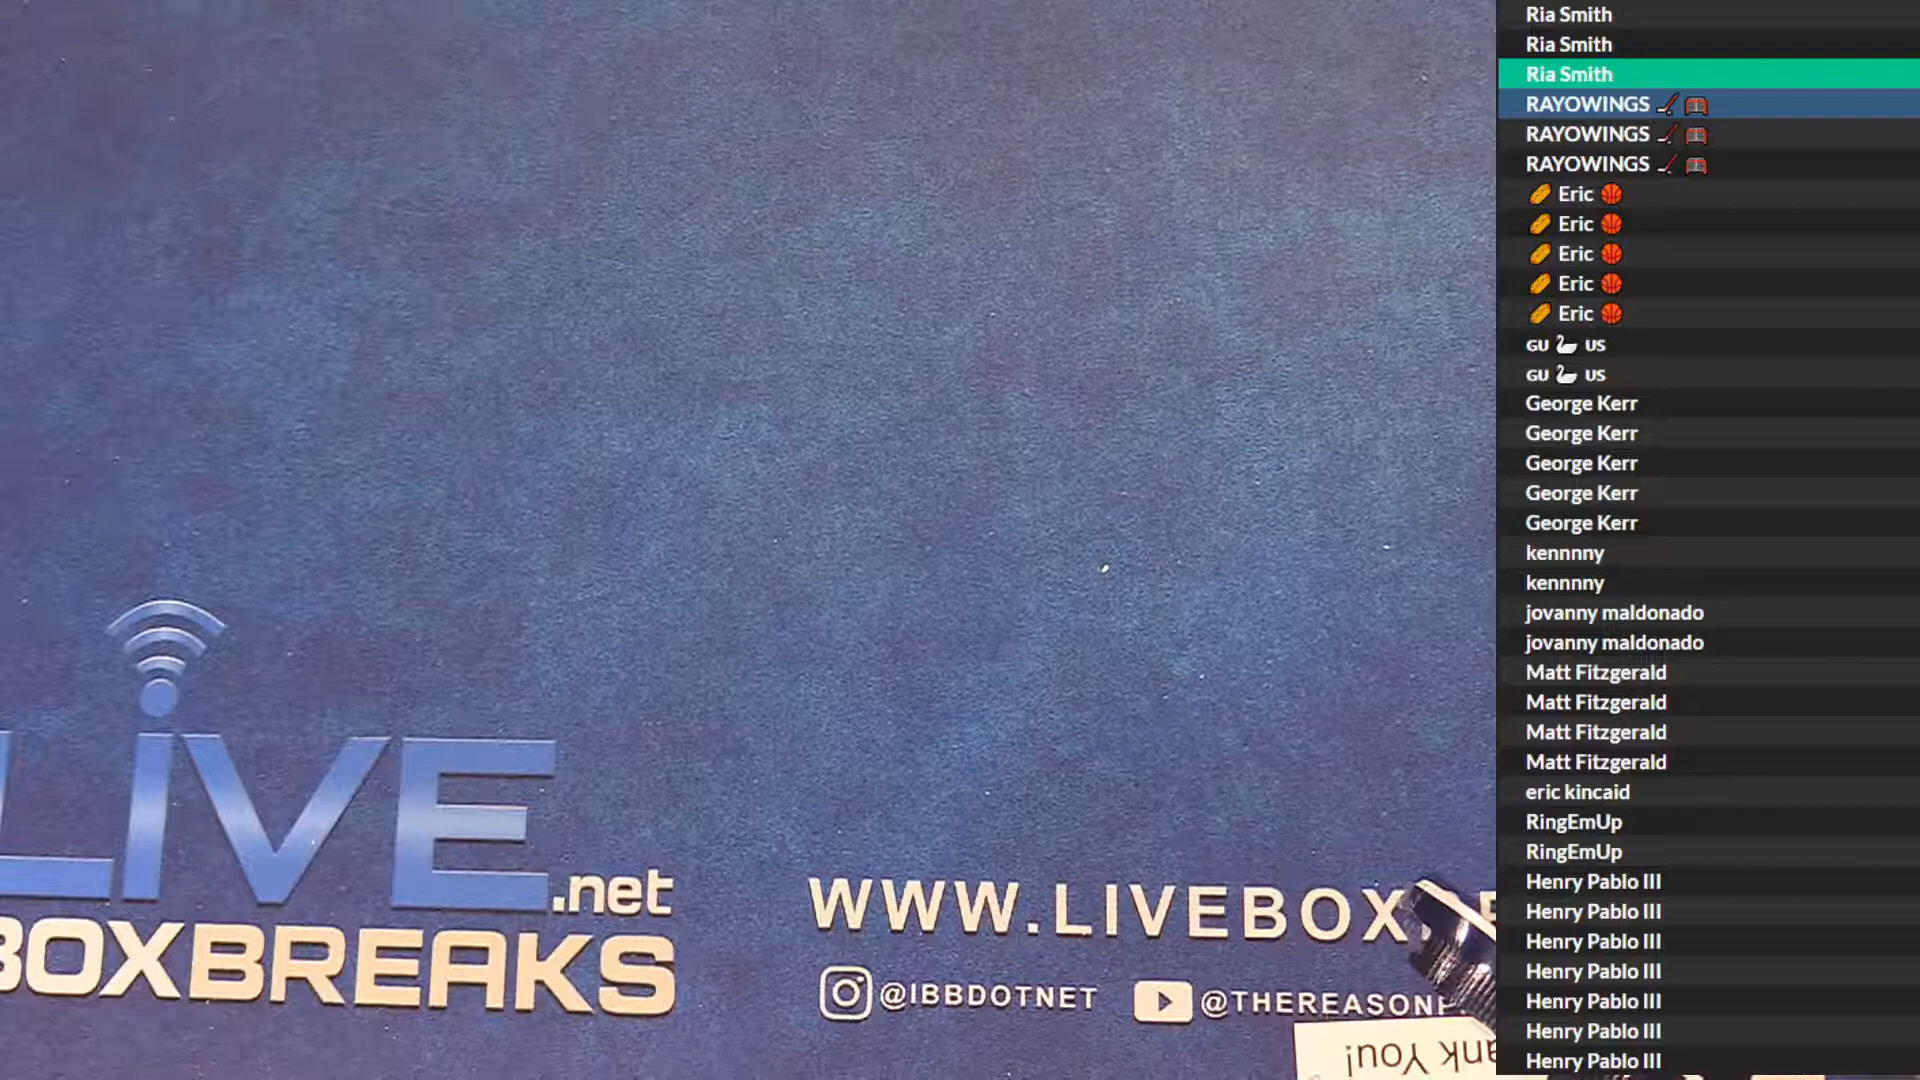 LIVE
.net
BOXBREAKS
WWW.LIVEBOX
@IBBDOTNET
@THEREASON
You!
Ria Smith
Ria Smith
Ria Smith
RAYOWINGS
RAYOWINGS
RAYOWINGS
Eric
Eric
Eric
Eric
Eric
GU US
GU US
George Kerr
George Kerr
George Kerr
George Kerr
George Kerr
kennnny
kennnny
jovanny maldonado
jovanny maldonado
Matt Fitzgerald
Matt Fitzgerald
Matt Fitzgerald
Matt Fitzgerald
eric kincaid
RingEmUp
RingEmUp
Henry Pablo III
Henry Pablo III
Henry Pablo III
Henry Pablo III
Henry Pablo III
Henry Pablo III
Henry Pablo III